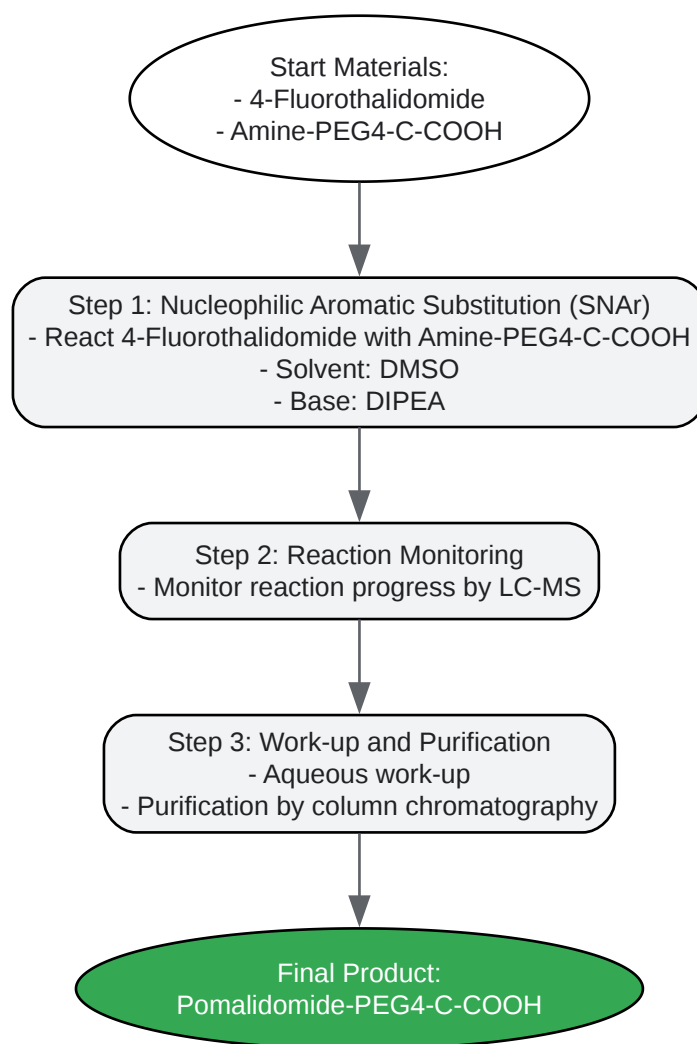 Start Materials:
- 4-Fluorothalidomide
- Amine-PEG4-C-COOH
Step 1: Nucleophilic Aromatic Substitution (SNAr)
- React 4-Fluorothalidomide with Amine-PEG4-C-COOH
- Solvent: DMSO
- Base: DIPEA
Step 2: Reaction Monitoring
- Monitor reaction progress by LC-MS
Step 3: Work-up and Purification
- Aqueous work-up
- Purification by column chromatography
Final Product:
Pomalidomide-PEG4-C-COOH